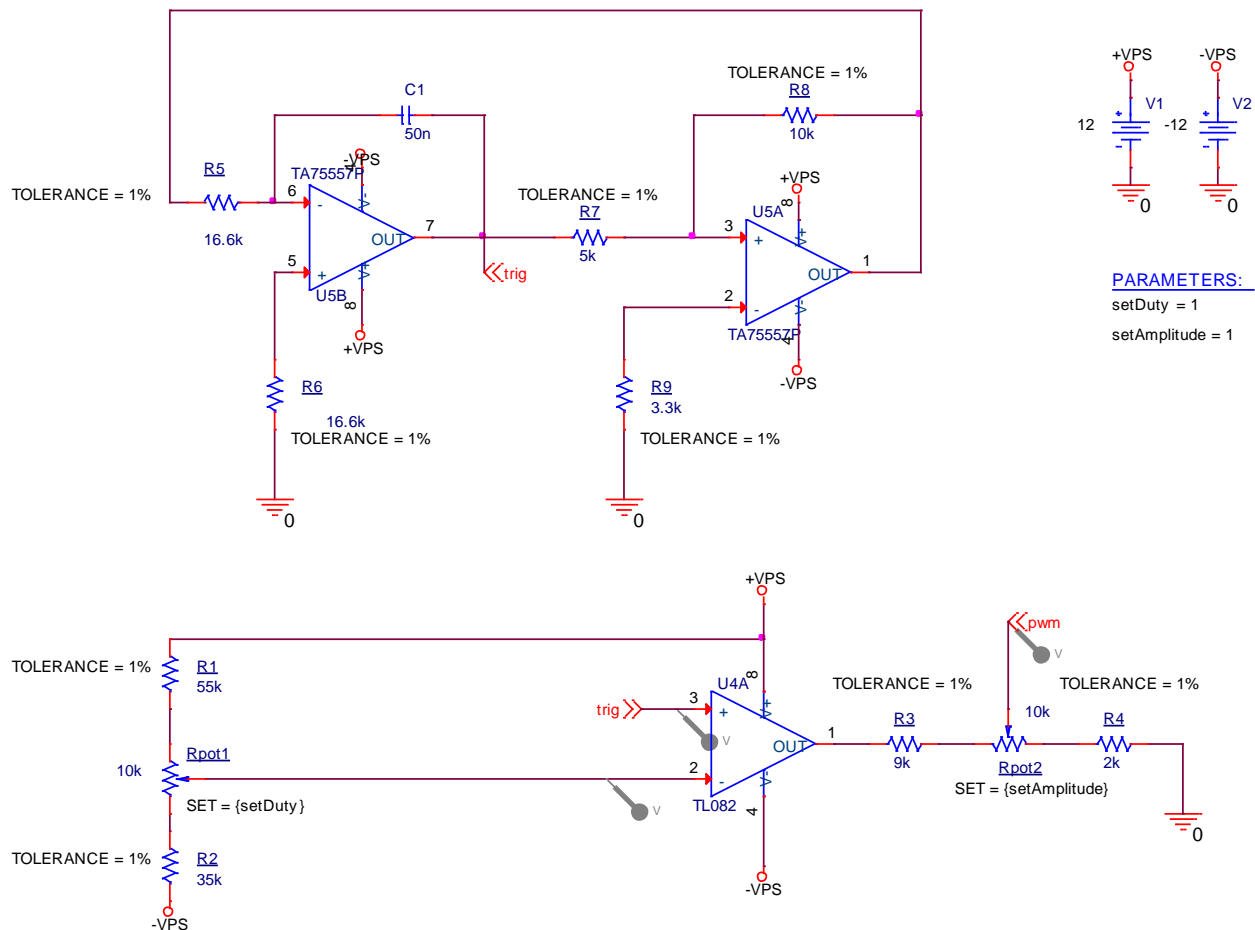 +VPS
-VPS
TOLERANCE = 1%
R8
10k
C1
50n
V1
12
V2
-12
0
0
-VPS
4
TA75557P
R5
TOLERANCE = 1%
16.6k
6
-
V-
OUT
7
5
+
V+
U5B
8
+VPS
trig
TOLERANCE = 1%
R7
5k
+VPS
8
U5A
3
+
V+
OUT
1
2
-
V-
TA75557P
4
-VPS
PARAMETERS:
setDuty = 1
setAmplitude = 1
R6
16.6k
TOLERANCE = 1%
0
R9
3.3k
TOLERANCE = 1%
0
+VPS
pwm
V
TOLERANCE = 1%
R1
55k
U4A
8
trig
3
+
V+
V
OUT
1
2
-
V-
TL082
4
-VPS
V
TOLERANCE = 1%
R3
9k
10k
Rpot2
SET = {setAmplitude}
TOLERANCE = 1%
R4
2k
0
Rpot1
10k
SET = {setDuty}
TOLERANCE = 1%
R2
35k
-VPS